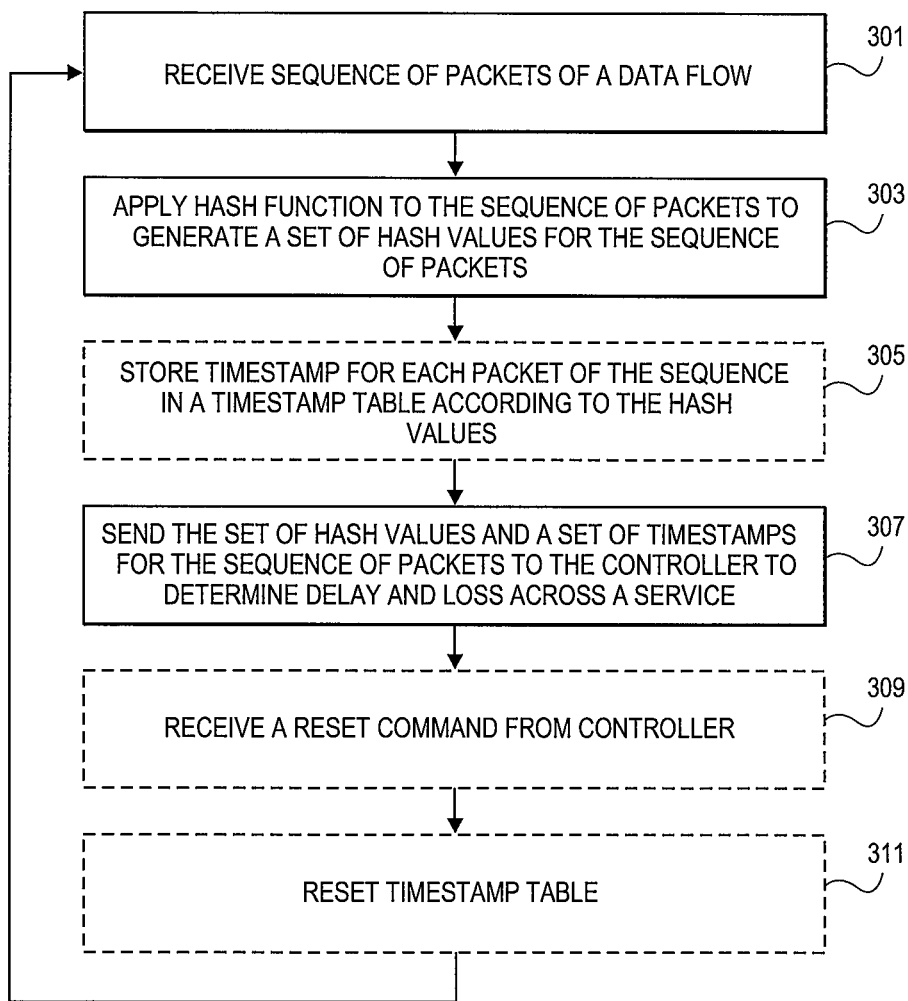 301
RECEIVE SEQUENCE OF PACKETS OF A DATA FLOW
303
APPLY HASH FUNCTION TO THE SEQUENCE OF PACKETS TO
GENERATE A SET OF HASH VALUES FOR THE SEQUENCE
OF PACKETS
305
STORE TIMESTAMP FOR EACH PACKET OF THE SEQUENCE
IN A TIMESTAMP TABLE ACCORDING TO THE HASH
VALUES
307
SEND THE SET OF HASH VALUES AND A SET OF TIMESTAMPS
FOR THE SEQUENCE OF PACKETS TO THE CONTROLLER TO
DETERMINE DELAY AND LOSS ACROSS A SERVICE
309
RECEIVE A RESET COMMAND FROM CONTROLLER
311
RESET TIMESTAMP TABLE